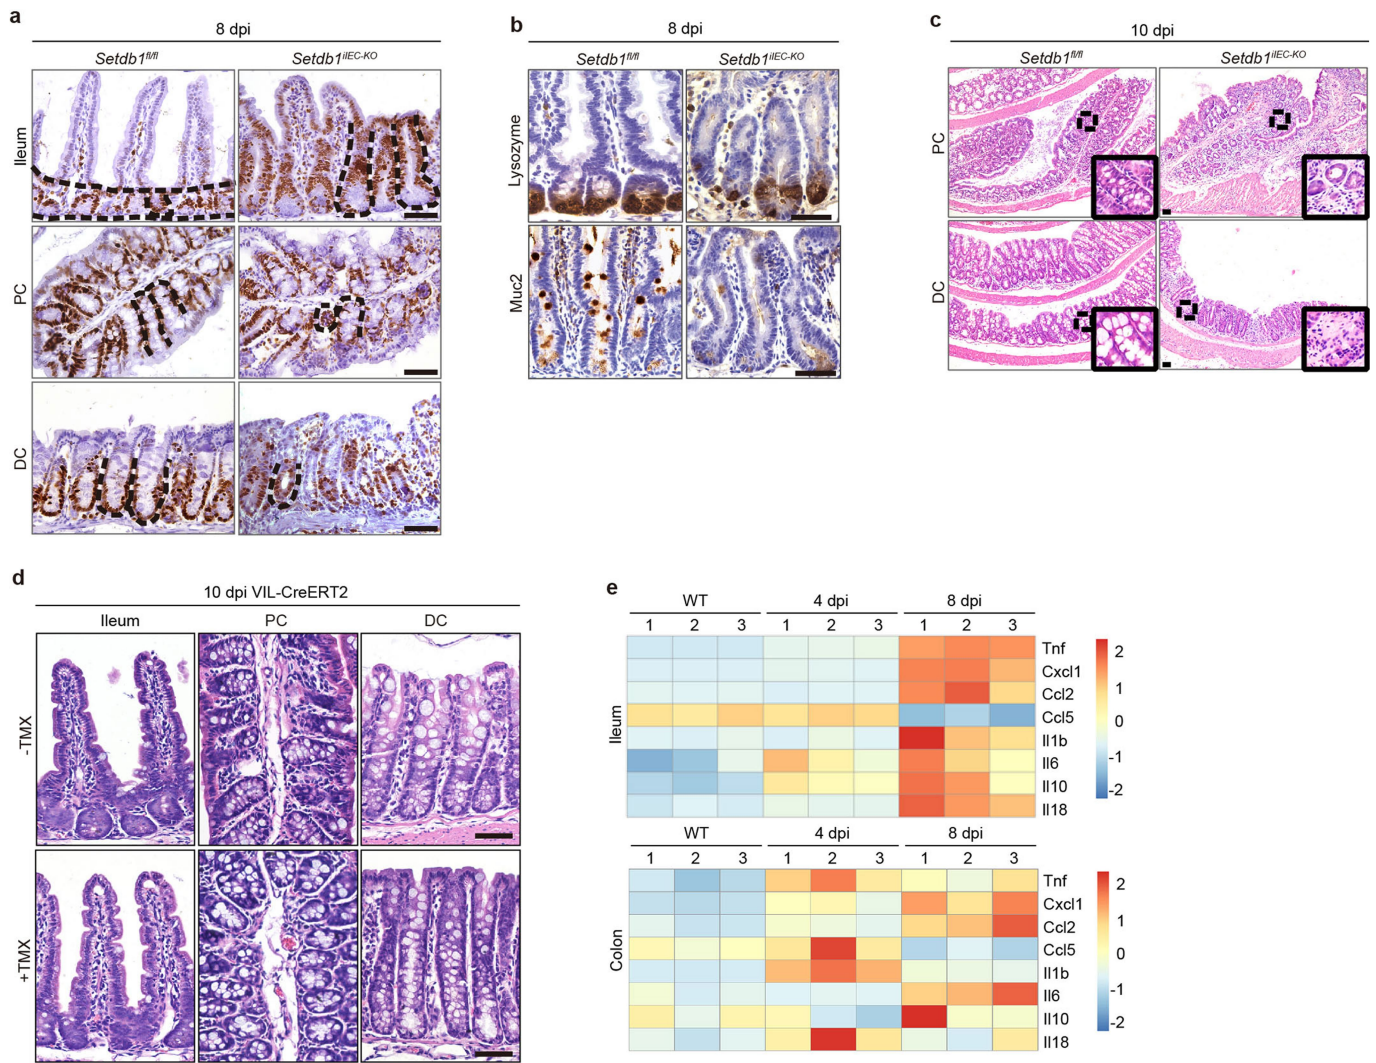 a
8 dpi
Setdb1fl/fl
Setdb1iIEC-KO
Ileum
PC
DC
b
8 dpi
Setdb1fl/fl
Setdb1iIEC-KO
Lysozyme
Muc2
c
10 dpi
Setdb1fl/fl
Setdb1iIEC-KO
PC
DC
d
10 dpi VIL-CreERT2
Ileum PC DC
-TMX
+TMX
e
WT 4 dpi 8 dpi
1 2 3 1 2 3 1 2 3
Ileum
Tnf
Cxcl1
Ccl2
Ccl5
Il1b
Il6
Il10
Il18
2
1
0
-1
-2
WT 4 dpi 8 dpi
1 2 3 1 2 3 1 2 3
Colon
Tnf
Cxcl1
Ccl2
Ccl5
Il1b
Il6
Il10
Il18
2
1
0
-1
-2